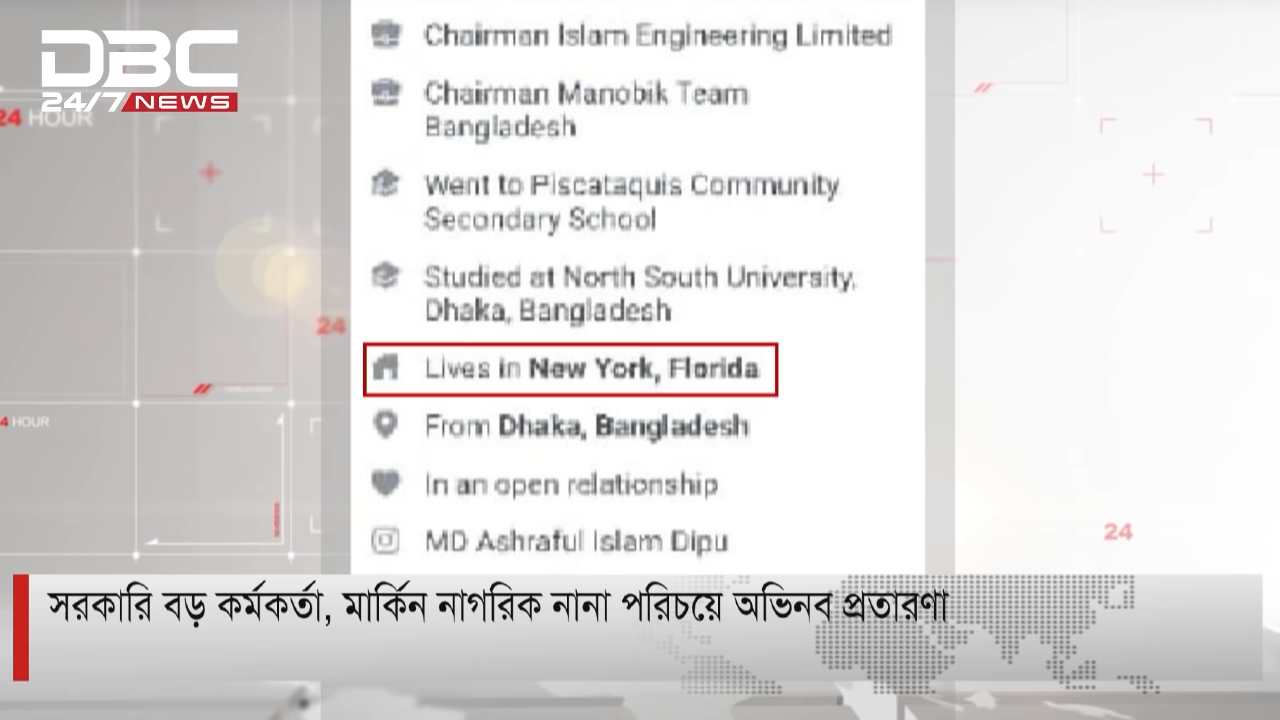 DBC
24/7 NEWS
24 HOUR
Chairman Islam Engineering Limited
Chairman Manobik Team
Bangladesh
Went to Piscataquis Community
Secondary School
Studied at North South University,
Dhaka, Bangladesh
24
Lives in New York, Florida
4 HOUR
From Dhaka, Bangladesh
In an open relationship
MD Ashraful Islam Dipu
24
সরকারি বড় কর্মকর্তা, মার্কিন নাগরিক নানা পরিচয়ে অভিনব প্রতারণা